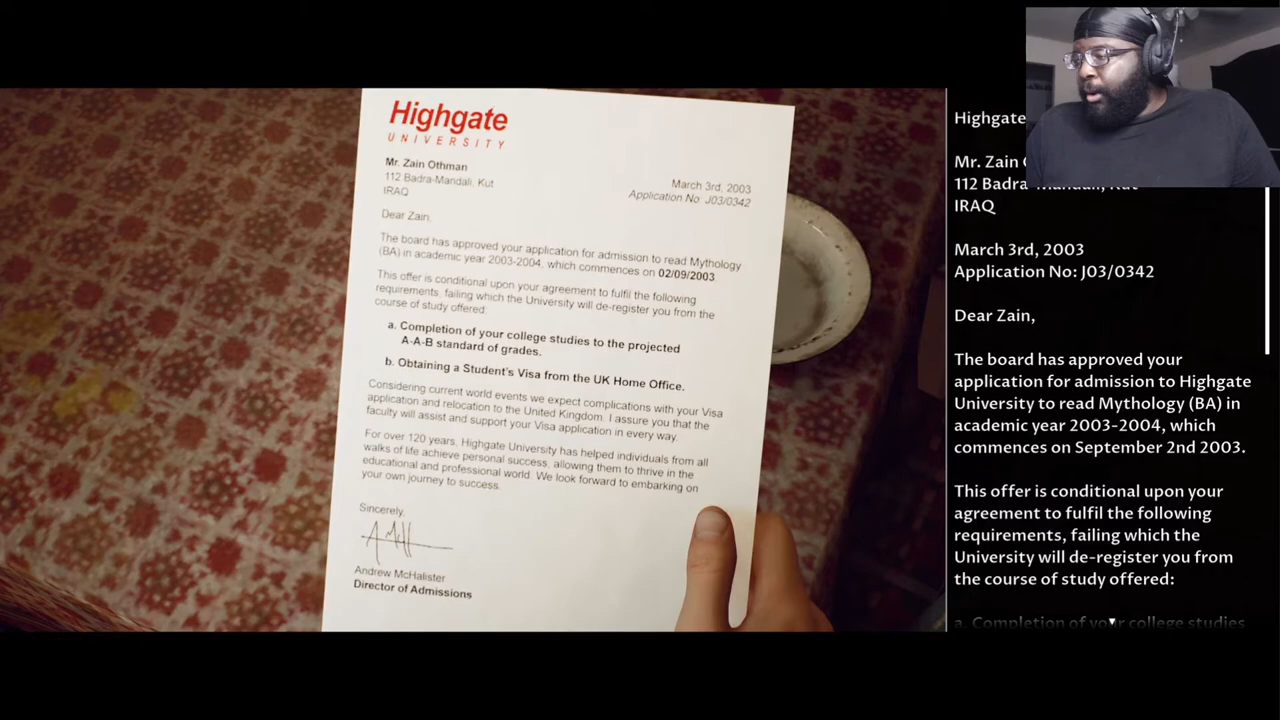 Highgate
UNIVERSITY
Mr. Zain Othman
112 Badra-Mandali, Kut
IRAQ
March 3rd, 2003
Application No: J03/0342
Dear Zain,
The board has approved your application for admission to read Mythology
(BA) in academic year 2003-2004, which commences on 02/09/2003.
This offer is conditional upon your agreement to fulfil the following
requirements, failing which the University will de-register you from the
course of study offered:
a. Completion of your college studies to the projected
A-A-B standard of grades.
b. Obtaining a Student's Visa from the UK Home Office.
Considering current world events we expect complications with your Visa
application and relocation to the United Kingdom. I assure you that the
faculty will assist and support your Visa application in every way.
For over 120 years, Highgate University has helped individuals from all
walks of life achieve personal success, allowing them to thrive in the
educational and professional world. We look forward to embarking on
your own journey to success.
Sincerely,
Andrew McHalister
Director of Admissions
Highgate
Mr. Zain
112 Badra-Mandali, Kut
IRAQ
March 3rd, 2003
Application No: J03/0342
Dear Zain,
The board has approved your
application for admission to Highgate
University to read Mythology (BA) in
academic year 2003-2004, which
commences on September 2nd 2003.
This offer is conditional upon your
agreement to fulfil the following
requirements, failing which the
University will de-register you from
the course of study offered:
a. Completion of your college studies